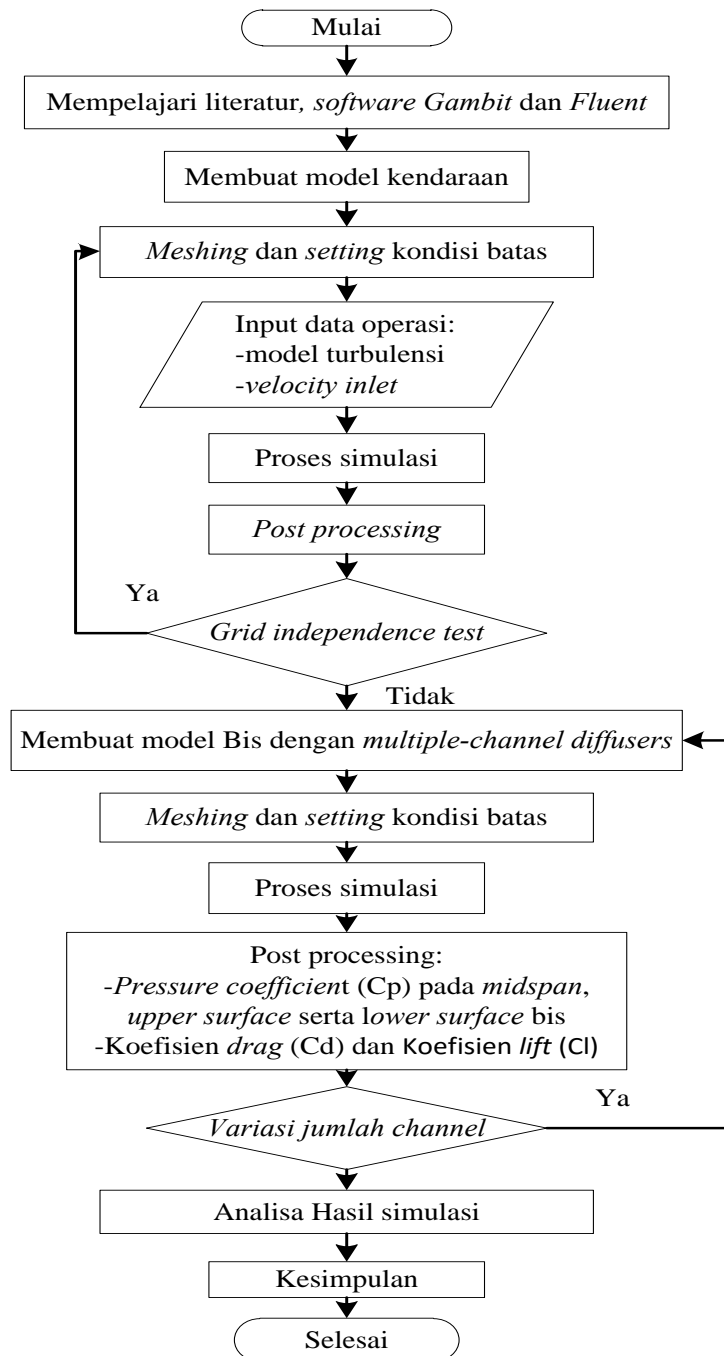 Mulai
Mempelajari literatur, software Gambit dan Fluent
Membuat model kendaraan
Meshing dan setting kondisi batas
Input data operasi:
-model turbulensi
-velocity inlet
Proses simulasi
Post processing
Ya
Grid independence test
Tidak
Membuat model Bis dengan multiple-channel diffusers
Meshing dan setting kondisi batas
Proses simulasi
Post processing:
-Pressure coefficient (Cp) pada midspan,
upper surface serta lower surface bis
-Koefisien drag (Cd) dan Koefisien lift (Cl)
Ya
Variasi jumlah channel
Analisa Hasil simulasi
Kesimpulan
Selesai